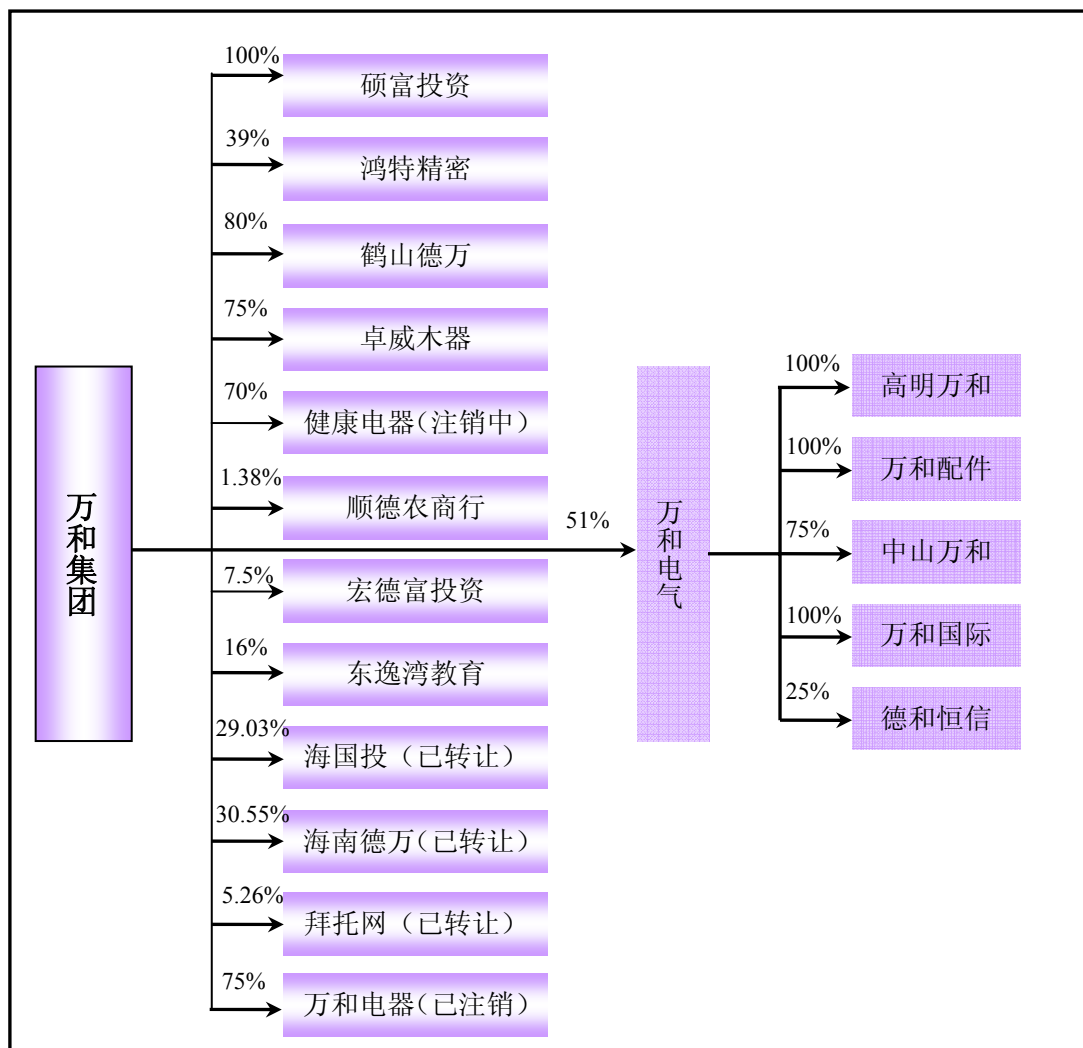 100%
硕富投资
39%
鸿特精密
80%
鹤山德万
75%
卓威木器
70%
健康电器(注销中)
1.38%
顺德农商行
万和集团
51%
万和电气
7.5%
宏德富投资
16%
东逸湾教育
29.03%
海国投（已转让）
30.55%
海南德万(已转让)
5.26%
拜托网（已转让）
75%
万和电器(已注销)
100%
高明万和
100%
万和配件
75%
中山万和
100%
万和国际
25%
德和恒信